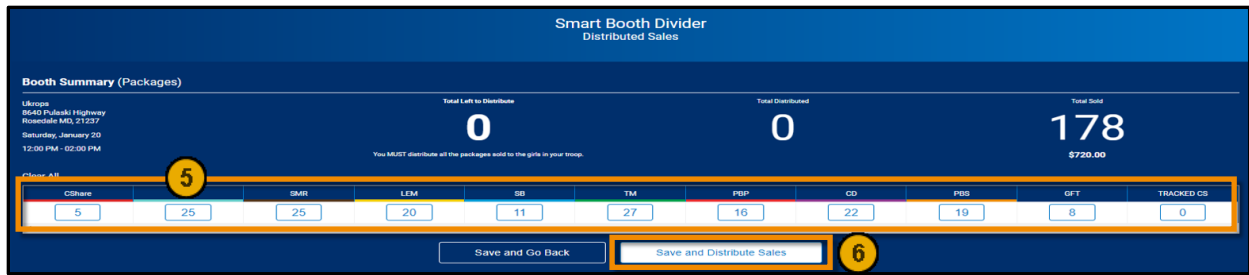 Smart Booth Divider
Distributed Sales
Booth Summary (Packages)
Ukrops
8640 Pulaski Highway
Rosedale MD, 21237
Saturday, January 20
12:00 PM - 02:00 PM
Total Left to Distribute
0
You MUST distribute all the packages sold to the girls in your troop.
Total Distributed
0
Total Sold
178
$720.00
Clear All
5
CShare SMR LEM SB TM PBP CD PBS GFT TRACKED CS
5 25 25 20 11 27 16 22 19 8 0
Save and Go Back
Save and Distribute Sales
6